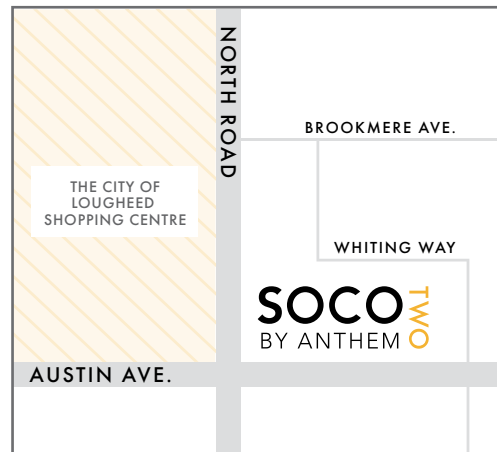 NORTH ROAD
BROOKMERE AVE.
THE CITY OF
LOUGHEED
SHOPPING CENTRE
WHITING WAY
SOCO TWO
BY ANTHEM
AUSTIN AVE.